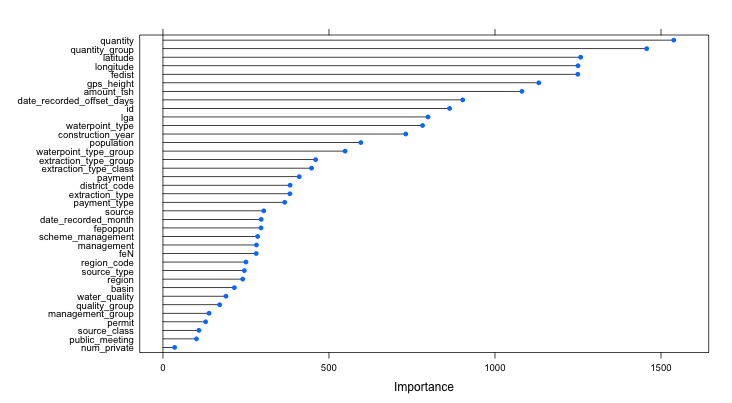 quantity
quantity_group
latitude
longitude
fedist
gps_height
amount_tsh
date_recorded_offset_days
id
lga
waterpoint_type
construction_year
population
waterpoint_type_group
extraction_type_group
extraction_type_class
payment
district_code
extraction_type
payment_type
source
date_recorded_month
fepoppun
scheme_management
management
feN
region_code
source_type
region
basin
water_quality
quality_group
management_group
permit
source_class
public_meeting
num_private
0 500 1000 1500
Importance